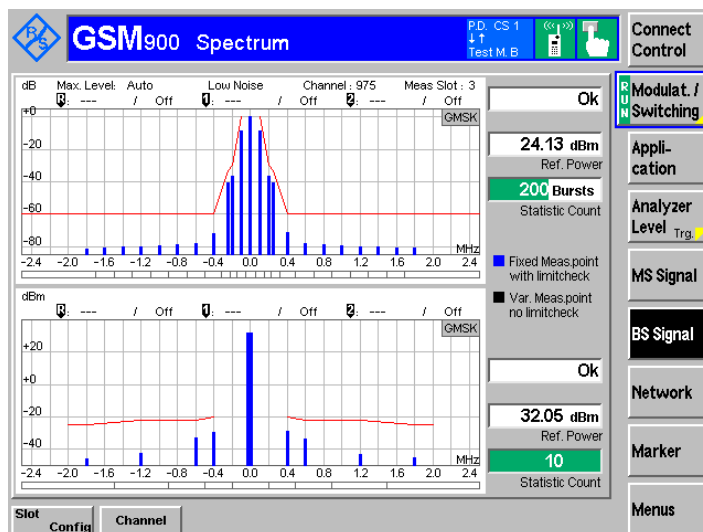 R/S
GSM900 Spectrum
P.D. CS 1
Test M. B
Connect
Control
RUN
Modulat. /
Switching
Appli-
cation
Analyzer
Level Trg.
MS Signal
BS Signal
Network
Marker
Menus
dB Max. Level: Auto Low Noise Channel : 975 Meas Slot : 3
R: --- / Off 1: --- / Off 2: --- / Off
GMSK
+0
-20
-40
-60
-80
MHz
-2.4 -2.0 -1.6 -1.2 -0.8 -0.4 0.0 0.4 0.8 1.2 1.6 2.0 2.4
Ok
24.13 dBm
Ref. Power
200 Bursts
Statistic Count
Fixed Meas.point
with limitcheck
Var. Meas.point
no limitcheck
dBm
R: --- / Off 1: --- / Off 2: --- / Off
GMSK
+20
+0
-20
-40
MHz
-2.4 -2.0 -1.6 -1.2 -0.8 -0.4 0.0 0.4 0.8 1.2 1.6 2.0 2.4
Ok
32.05 dBm
Ref. Power
10
Statistic Count
Slot
Config
Channel